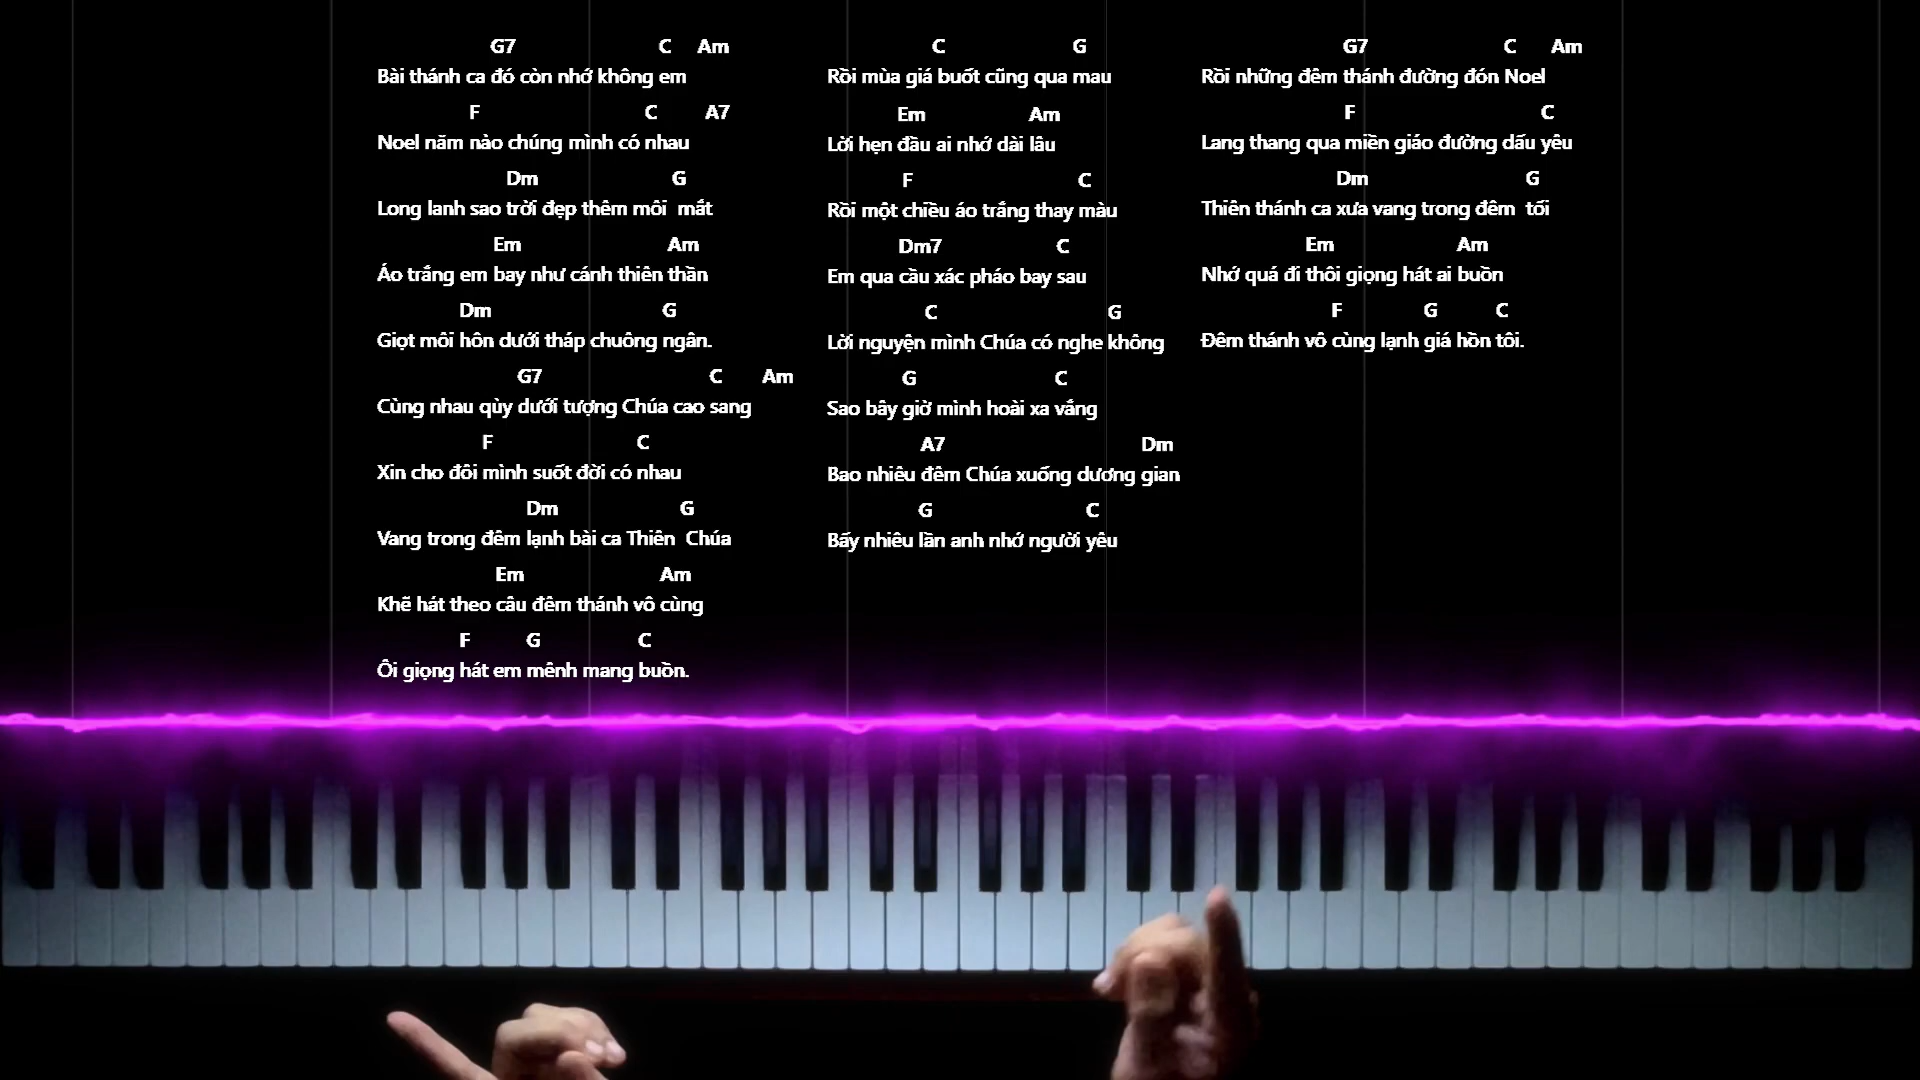 G7 C Am
Bài thánh ca đó còn nhớ không em
F C A7
Noel năm nào chúng mình có nhau
Dm G
Long lanh sao trời đẹp thêm môi mắt
Em Am
Áo trắng em bay như cánh thiên thần
Dm G
Giọt môi hôn dưới tháp chuông ngân.
G7 C Am
Cùng nhau qùy dưới tượng Chúa cao sang
F C
Xin cho đôi mình suốt đời có nhau
Dm G
Vang trong đêm lạnh bài ca Thiên Chúa
Em Am
Khẽ hát theo câu đêm thánh vô cùng
F G C
Ôi giọng hát em mênh mang buồn.
C G
Rồi mùa giá buốt cũng qua mau
Em Am
Lời hẹn đầu ai nhớ dài lâu
F C
Rồi một chiều áo trắng thay màu
Dm7 C
Em qua cầu xác pháo bay sau
C G
Lời nguyện mình Chúa có nghe không
G C
Sao bây giờ mình hoài xa vắng
A7 Dm
Bao nhiêu đêm Chúa xuống dương gian
G C
Bấy nhiêu lần anh nhớ người yêu
G7 C Am
Rồi những đêm thánh đường đón Noel
F C
Lang thang qua miền giáo đường dấu yêu
Dm G
Thiên thánh ca xưa vang trong đêm tối
Em Am
Nhớ quá đi thôi giọng hát ai buồn
F G C
Đêm thánh vô cùng lạnh giá hồn tôi.